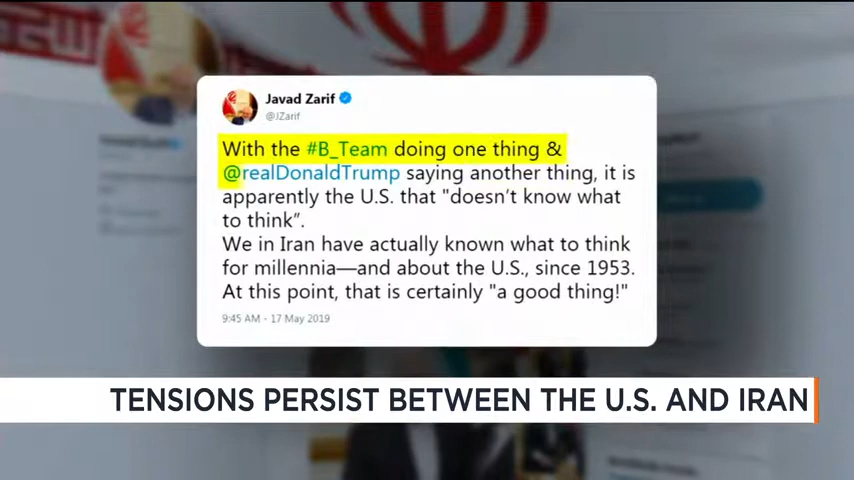 Javad Zarif
@JZarif
With the #B_Team doing one thing &
@realDonaldTrump saying another thing, it is
apparently the U.S. that "doesn't know what
to think”.
We in Iran have actually known what to think
for millennia—and about the U.S., since 1953.
At this point, that is certainly "a good thing!"
9:45 AM - 17 May 2019
TENSIONS PERSIST BETWEEN THE U.S. AND IRAN